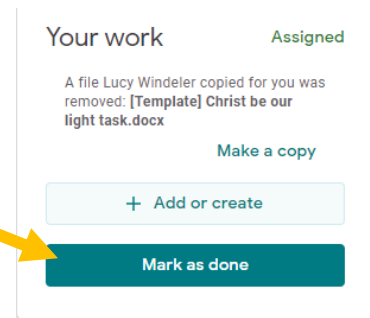 Your work
Assigned
A file Lucy Windeler copied for you was
removed: [Template] Christ be our
light task.docx
Make a copy
+ Add or create
Mark as done